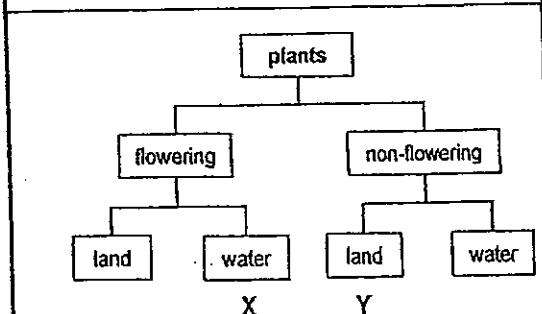 plants
flowering non-flowering
land water land water
X Y